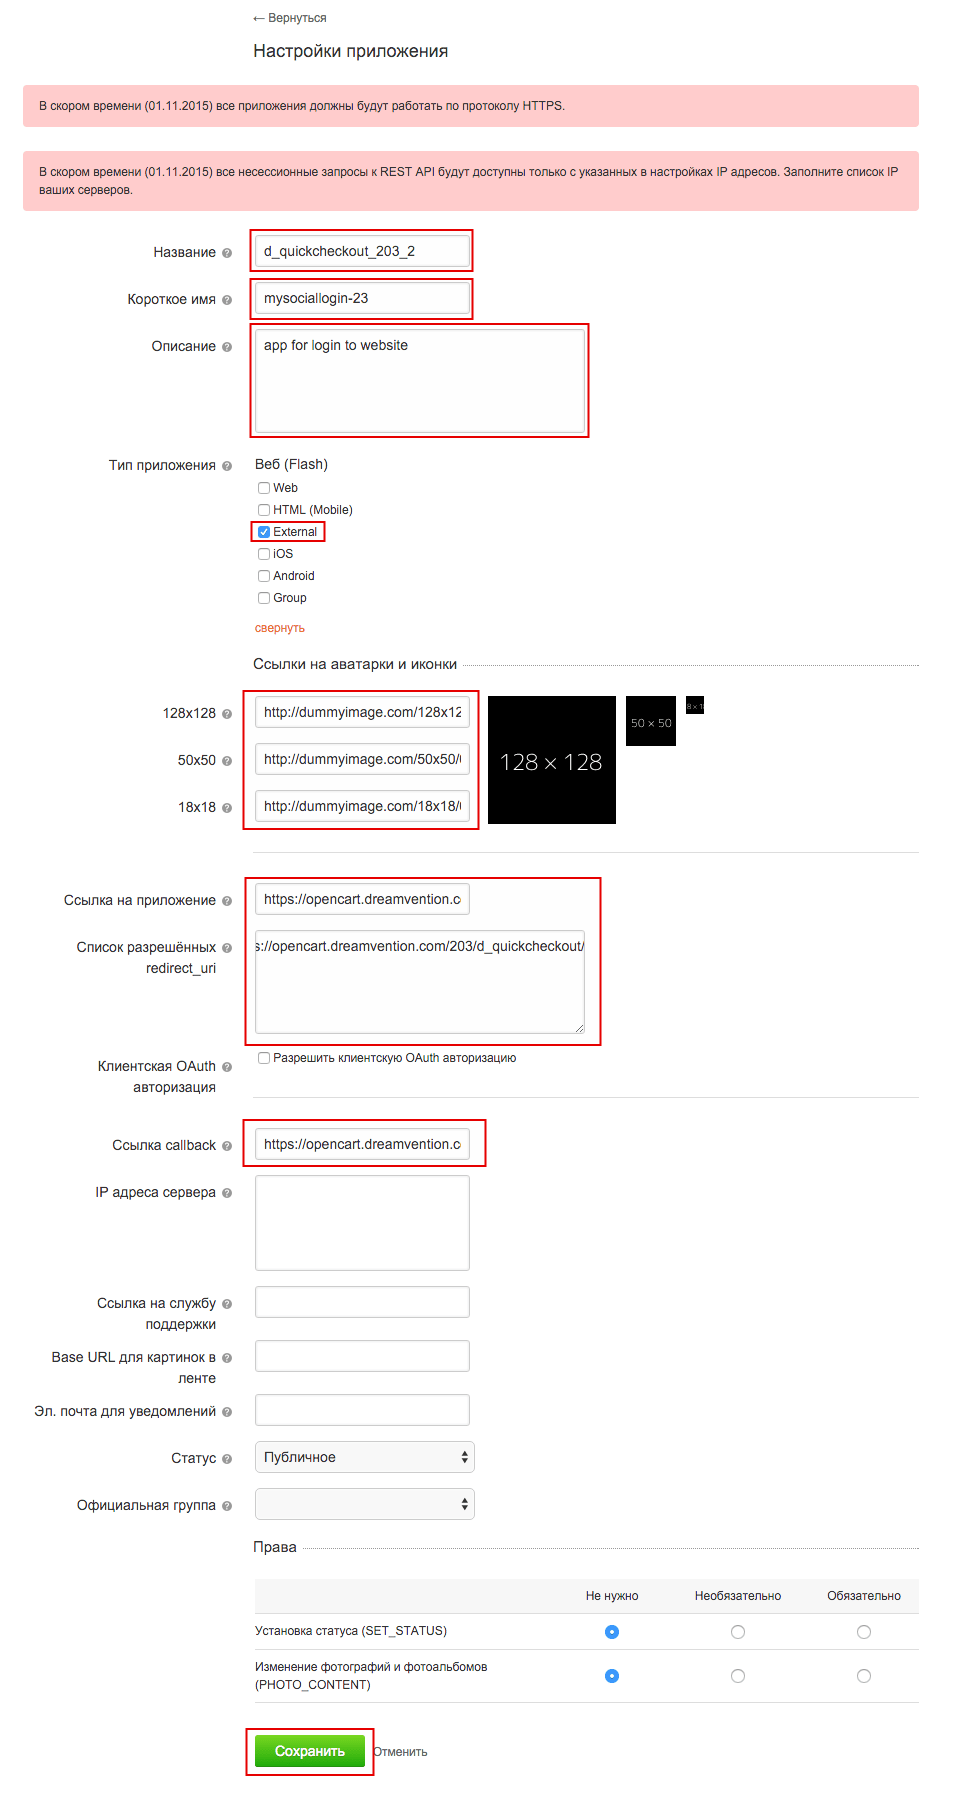 ← Вернуться
Настройки приложения
В скором времени (01.11.2015) все приложения должны будут работать по протоколу HTTPS.
В скором времени (01.11.2015) все несессионные запросы к REST API будут доступны только с указанных в настройках IP адресов. Заполните список IP
ваших серверов.
Название ?
d_quickcheckout_203_2
Короткое имя ?
mysociallogin-23
Описание ?
app for login to website
Тип приложения ?
Веб (Flash)
Web
HTML (Mobile)
External
iOS
Android
Group
свернуть
Ссылки на аватарки и иконки
128x128 ?
http://dummyimage.com/128x12
50x50 ?
http://dummyimage.com/50x50/
18x18 ?
http://dummyimage.com/18x18/
128 × 128
50 × 50
8 × 1
Ссылка на приложение ?
https://opencart.dreamvention.c
Список разрешённых ?
redirect_uri
s://opencart.dreamvention.com/203/d_quickcheckout/
Клиентская OAuth ?
авторизация
Разрешить клиентскую OAuth авторизацию
Ссылка callback ?
https://opencart.dreamvention.c
IP адреса сервера ?
Ссылка на службу ?
поддержки
Base URL для картинок в ?
ленте
Эл. почта для уведомлений ?
Статус ?
Публичное
Официальная группа ?
Права
Не нужно Необязательно Обязательно
Установка статуса (SET_STATUS)
Изменение фотографий и фотоальбомов
(PHOTO_CONTENT)
Сохранить Отменить